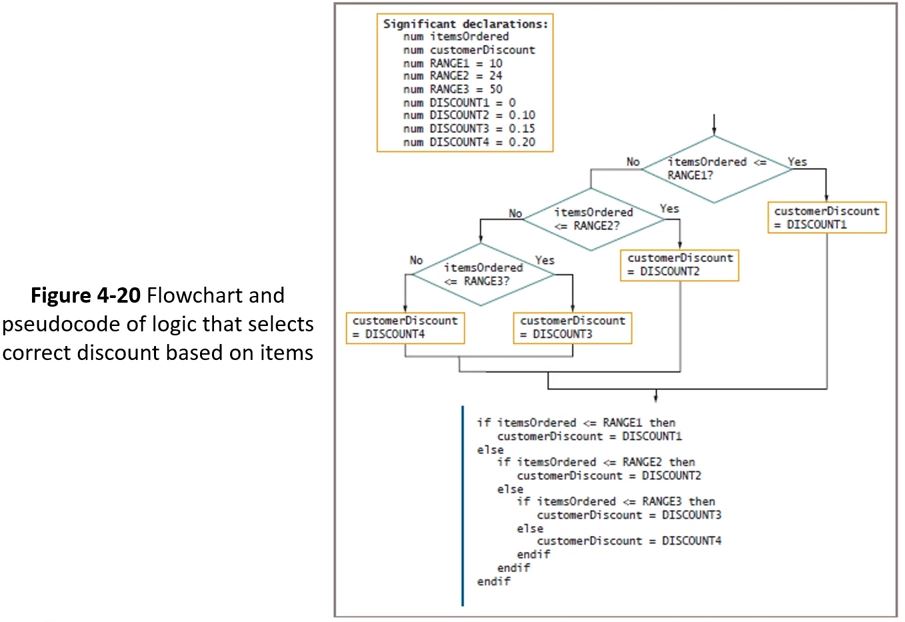 Significant declarations:
num itemsOrdered
num customerDiscount
num RANGE1 = 10
num RANGE2 = 24
num RANGE3 = 50
num DISCOUNT1 = 0
num DISCOUNT2 = 0.10
num DISCOUNT3 = 0.15
num DISCOUNT4 = 0.20
No
itemsOrdered <=
RANGE1?
Yes
customerDiscount
= DISCOUNT1
No
itemsOrdered
<= RANGE2?
Yes
customerDiscount
= DISCOUNT2
No
itemsOrdered
<= RANGE3?
Yes
customerDiscount
= DISCOUNT4
customerDiscount
= DISCOUNT3
Figure 4-20 Flowchart and
pseudocode of logic that selects
correct discount based on items
if itemsOrdered <= RANGE1 then
customerDiscount = DISCOUNT1
else
if itemsOrdered <= RANGE2 then
customerDiscount = DISCOUNT2
else
if itemsOrdered <= RANGE3 then
customerDiscount = DISCOUNT3
else
customerDiscount = DISCOUNT4
endif
endif
endif